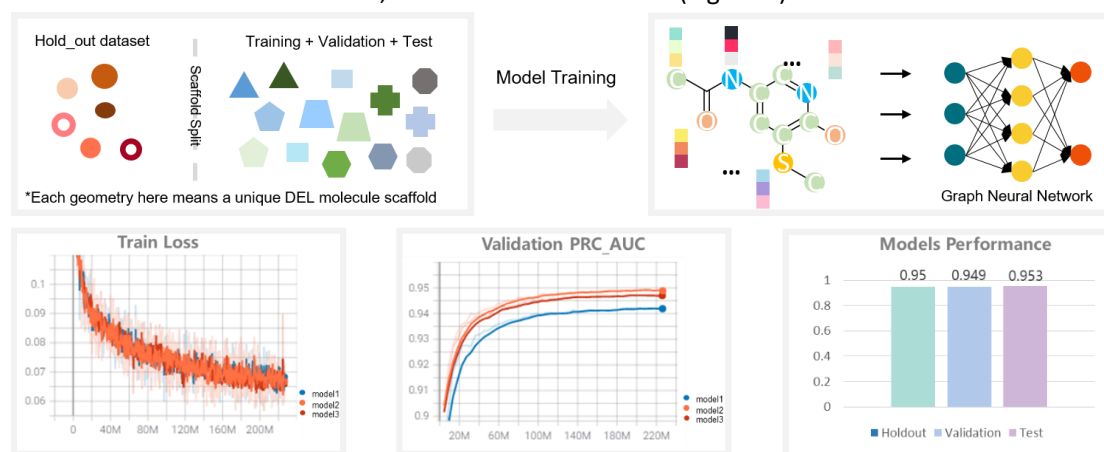 Hold_out dataset
Scaffold Split
Training + Validation + Test
*Each geometry here means a unique DEL molecule scaffold
Model Training
C
N
C
...
N
O
C
C
C
C
C
C
O
S
...
C
Graph Neural Network
Train Loss
0.1
0.09
0.08
0.07
0.06
0 40M 80M 120M 160M 200M
model1
model2
model3
Validation PRC_AUC
0.95
0.94
0.93
0.92
0.91
0.9
20M 60M 100M 140M 180M 220M
model1
model2
model3
Models Performance
0.95 0.949 0.953
1
0.8
0.6
0.4
0.2
0
Holdout Validation Test